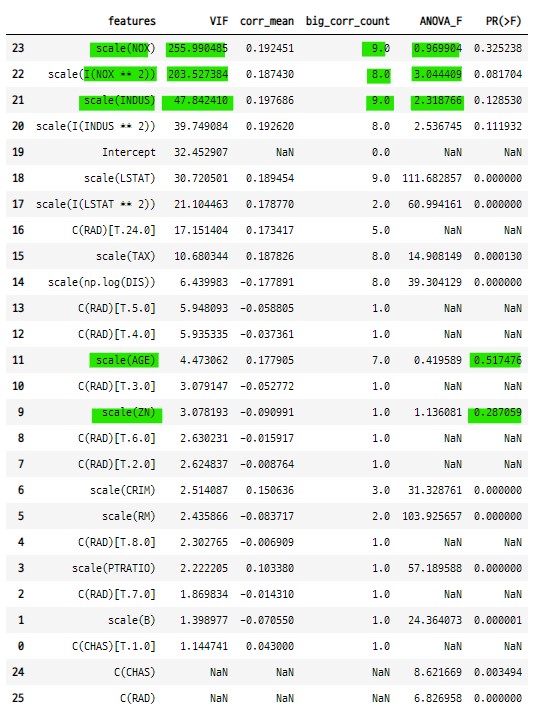 features VIF corr_mean big_corr_count ANOVA_F PR(>F)
23 scale(NOX) 255.990485 0.192451 9.0 0.969904 0.325238
22 scale(I(NOX ** 2)) 203.527384 0.187430 8.0 3.044409 0.081704
21 scale(INDUS) 47.842410 0.197686 9.0 2.318766 0.128530
20 scale(I(INDUS ** 2)) 39.749084 0.192620 8.0 2.536745 0.111932
19 Intercept 32.452907 NaN 0.0 NaN NaN
18 scale(LSTAT) 30.720501 0.189454 9.0 111.682857 0.000000
17 scale(I(LSTAT ** 2)) 21.104463 0.178770 2.0 60.994161 0.000000
16 C(RAD)[T.24.0] 17.151404 0.173417 5.0 NaN NaN
15 scale(TAX) 10.680344 0.187826 8.0 14.908149 0.000130
14 scale(np.log(DIS)) 6.439983 -0.177891 8.0 39.304129 0.000000
13 C(RAD)[T.5.0] 5.948093 -0.058805 1.0 NaN NaN
12 C(RAD)[T.4.0] 5.935335 -0.037361 1.0 NaN NaN
11 scale(AGE) 4.473062 0.177905 7.0 0.419589 0.517476
10 C(RAD)[T.3.0] 3.079147 -0.052772 1.0 NaN NaN
9 scale(ZN) 3.078193 -0.090991 1.0 1.136081 0.287059
8 C(RAD)[T.6.0] 2.630231 -0.015917 1.0 NaN NaN
7 C(RAD)[T.2.0] 2.624837 -0.008764 1.0 NaN NaN
6 scale(CRIM) 2.514087 0.150636 3.0 31.328761 0.000000
5 scale(RM) 2.435866 -0.083717 2.0 103.925657 0.000000
4 C(RAD)[T.8.0] 2.302765 -0.006909 1.0 NaN NaN
3 scale(PTRATIO) 2.222205 0.103380 1.0 57.189588 0.000000
2 C(RAD)[T.7.0] 1.869834 -0.014310 1.0 NaN NaN
1 scale(B) 1.398977 -0.070550 1.0 24.364073 0.000001
0 C(CHAS)[T.1.0] 1.144741 0.043000 1.0 NaN NaN
24 C(CHAS) NaN NaN NaN 8.621669 0.003494
25 C(RAD) NaN NaN NaN 6.826958 0.000000